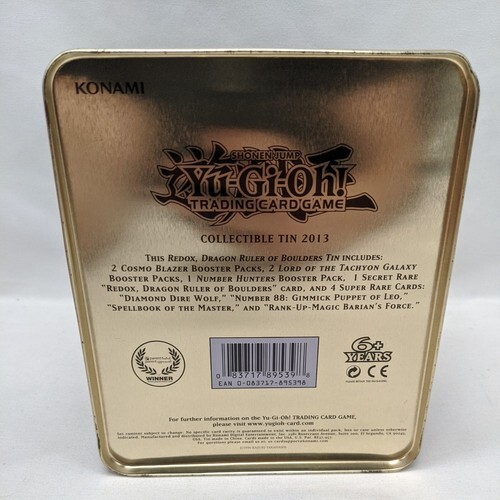 KONAMI
SHONEN JUMP
Yu-Gi-Oh!
TRADING CARD GAME
COLLECTIBLE TIN 2013
THIS REDOX, DRAGON RULER OF BOULDERS TIN INCLUDES:
2 COSMO BLAZER BOOSTER PACKS, 2 LORD OF THE TACHYON GALAXY
BOOSTER PACKS, 1 NUMBER HUNTERS BOOSTER PACK, 1 SECRET RARE
"REDOX, DRAGON RULER OF BOULDERS" CARD, AND 4 SUPER RARE CARDS:
"DIAMOND DIRE WOLF," "NUMBER 88: GIMMICK PUPPET OF LEO,"
"SPELLBOOK OF THE MASTER," AND "RANK-UP-MAGIC BARIAN'S FORCE."
WINNER
0 83717 89539 8
EAN 0-083717-895398
6+
YEARS
CE
For further information on the Yu-Gi-Oh! TRADING CARD GAME,
please visit www.yugioh-card.com